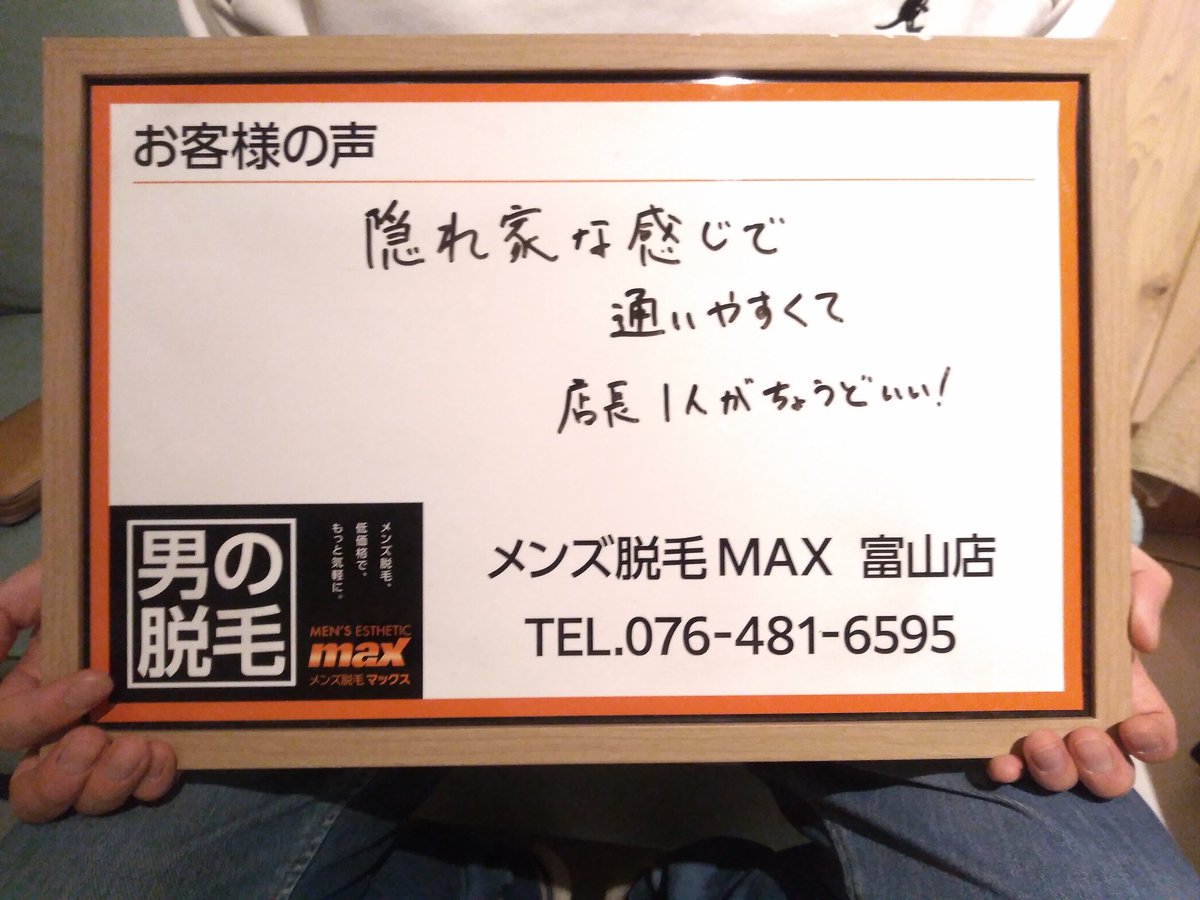 お客様の声
隠れ家な感じで
通いやすくて
店長1人がちょうどいい!
男の
脱毛
メンズ脱毛。
低価格で。
もっと気軽に。
MEN'S ESTHETIC
max
メンズ脱毛マックス
メンズ脱毛MAX 富山店
TEL.076-481-6595